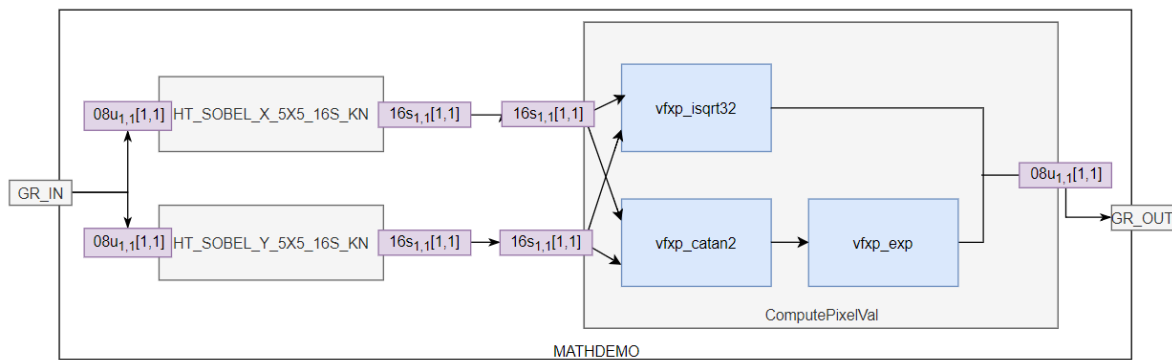 08u1,1[1,1]
HT_SOBEL_X_5X5_16S_KN
16s1,1[1,1]
16s1,1[1,1]
vfxp_isqrt32
GR_IN
08u1,1[1,1]
GR_OUT
08u1,1[1,1]
HT_SOBEL_Y_5X5_16S_KN
16s1,1[1,1]
16s1,1[1,1]
vfxp_catan2
vfxp_exp
ComputePixelVal
MATHDEMO